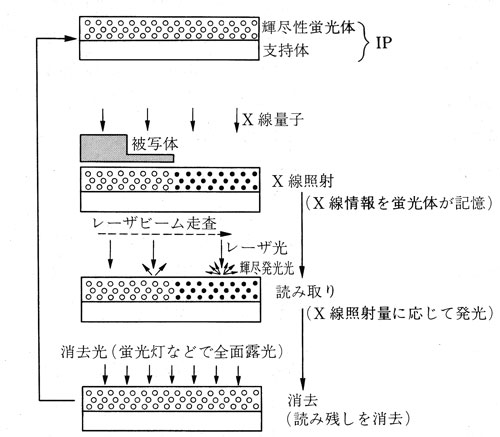 輝尽性蛍光体
支持体
IP
X線量子
被写体
X線照射
(X線情報を蛍光体が記憶)
レーザビーム走査
レーザ光
輝尽発光光
読み取り
(X線照射量に応じて発光)
消去光(蛍光灯などで全面露光)
消去
(読み残しを消去)